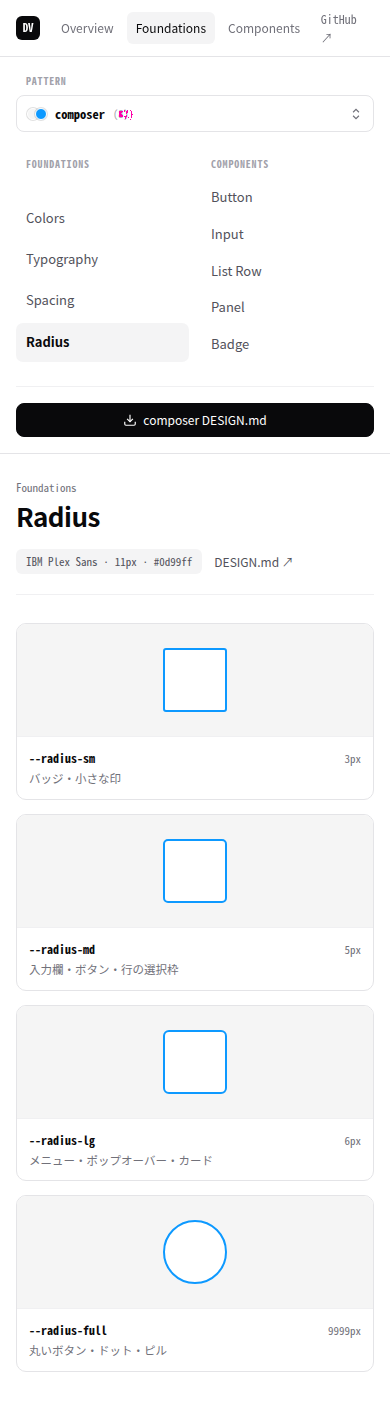 DV
Overview
Foundations
Components
GitHub
↗
PATTERN
composer
FOUNDATIONS
Colors
Typography
Spacing
Radius
COMPONENTS
Button
Input
List Row
Panel
Badge
composer DESIGN.md
Foundations
Radius
IBM Plex Sans · 11px · #0d99ff
DESIGN.md ↗
--radius-sm 3px
バッジ・小さな印
--radius-md 5px
入力欄・ボタン・行の選択枠
--radius-lg 6px
メニュー・ポップオーバー・カード
--radius-full 9999px
丸いボタン・ドット・ピル